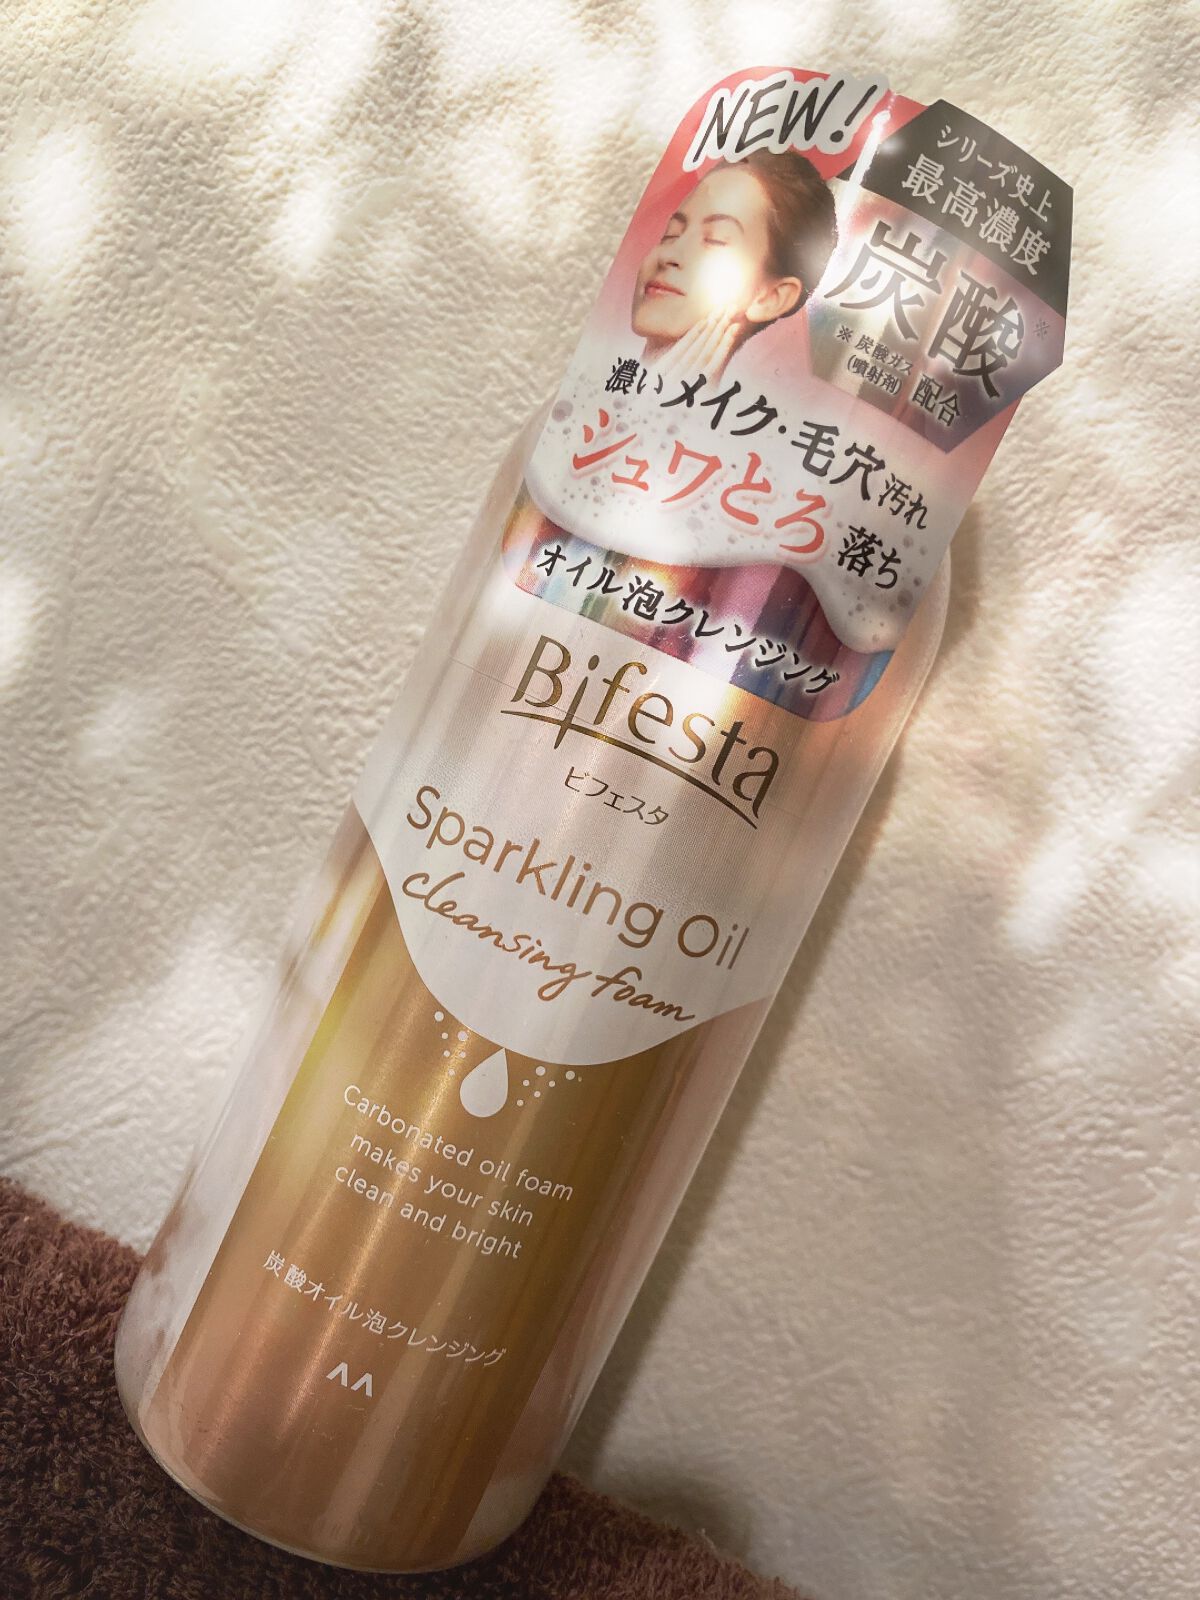 NEW!
シリーズ史上
最高濃度
炭酸※
※炭酸ガス
(噴射剤)
配合
濃いメイク・毛穴汚れ
シュワとろ落ち
オイル泡クレンジング
Bifesta
ビフェスタ
Sparkling Oil
cleansing foam
Carbonated oil foam
makes your skin
clean and bright
炭酸オイル泡クレンジング